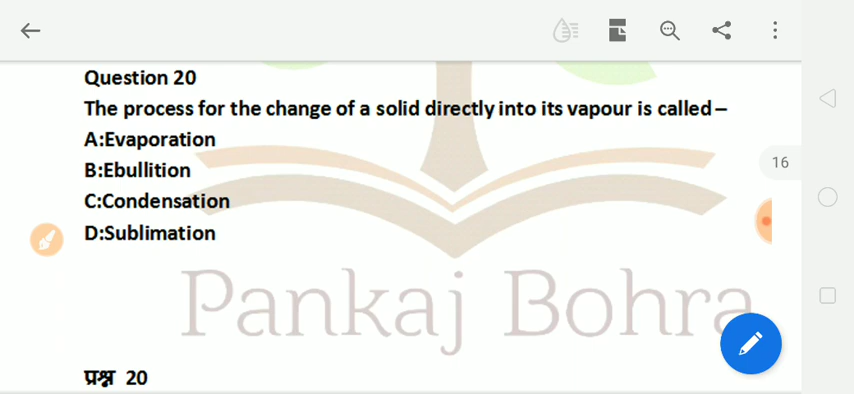 Question 20
The process for the change of a solid directly into its vapour is called –
A:Evaporation
B:Ebullition
C:Condensation
D:Sublimation
16
Pankaj Bohra
प्रश्न 20